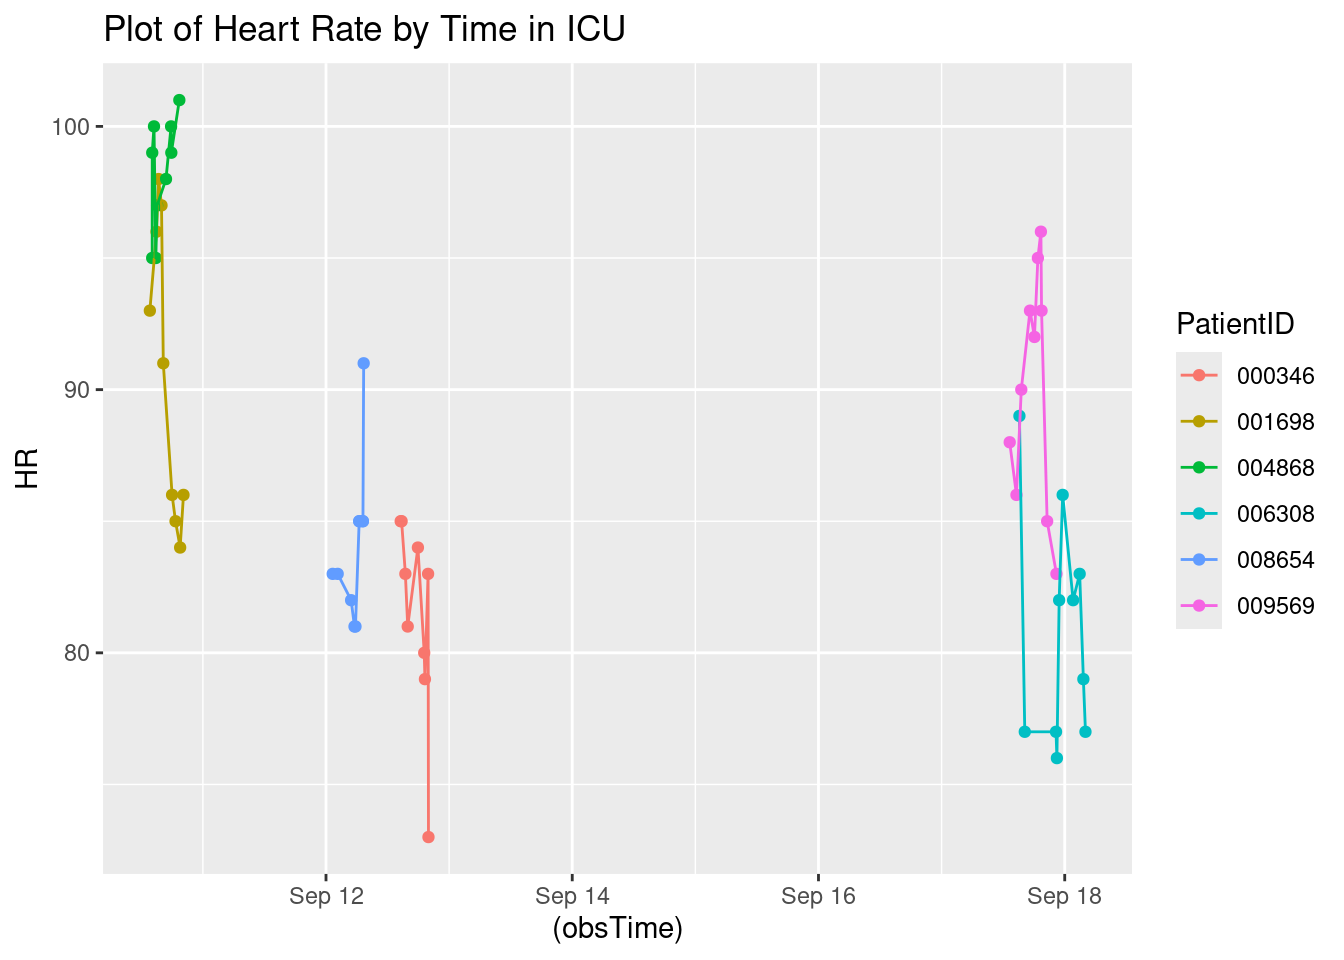 Plot of Heart Rate by Time in ICU
100
90
80
HR
Sep 12 Sep 14 Sep 16 Sep 18
(obsTime)
PatientID
000346
001698
004868
006308
008654
009569